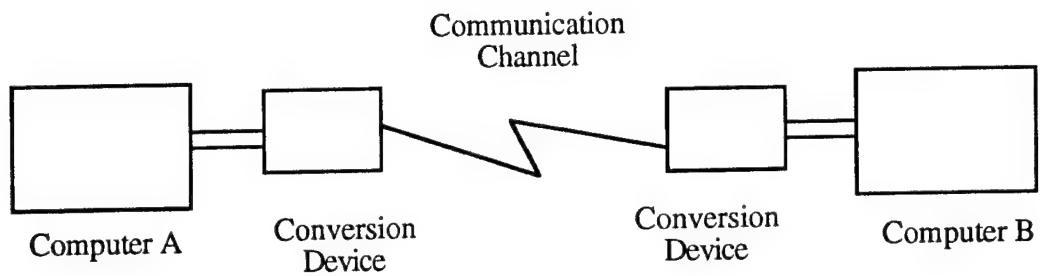 Communication
Channel
Computer A
Conversion
Device
Conversion
Device
Computer B